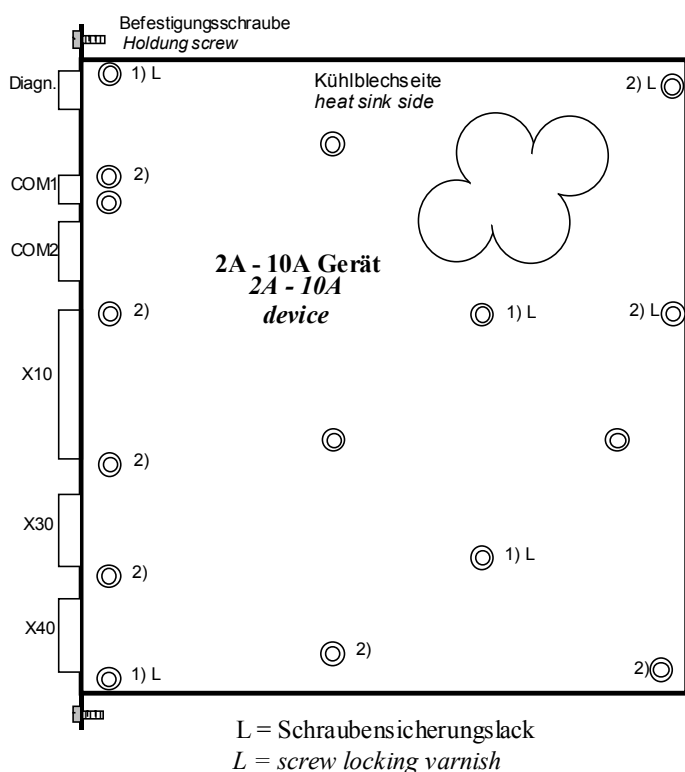 Befestigungsschraube
Holdung screw
Diagn.
1) L
Kühlblechseite
heat sink side
2) L
COM1
2)
COM2
2A - 10A Gerät
2A - 10A
device
2)
1) L
2) L
X10
2)
X30
1) L
2)
X40
2)
1) L
2)
L = Schraubensicherungslack
L = screw locking varnish